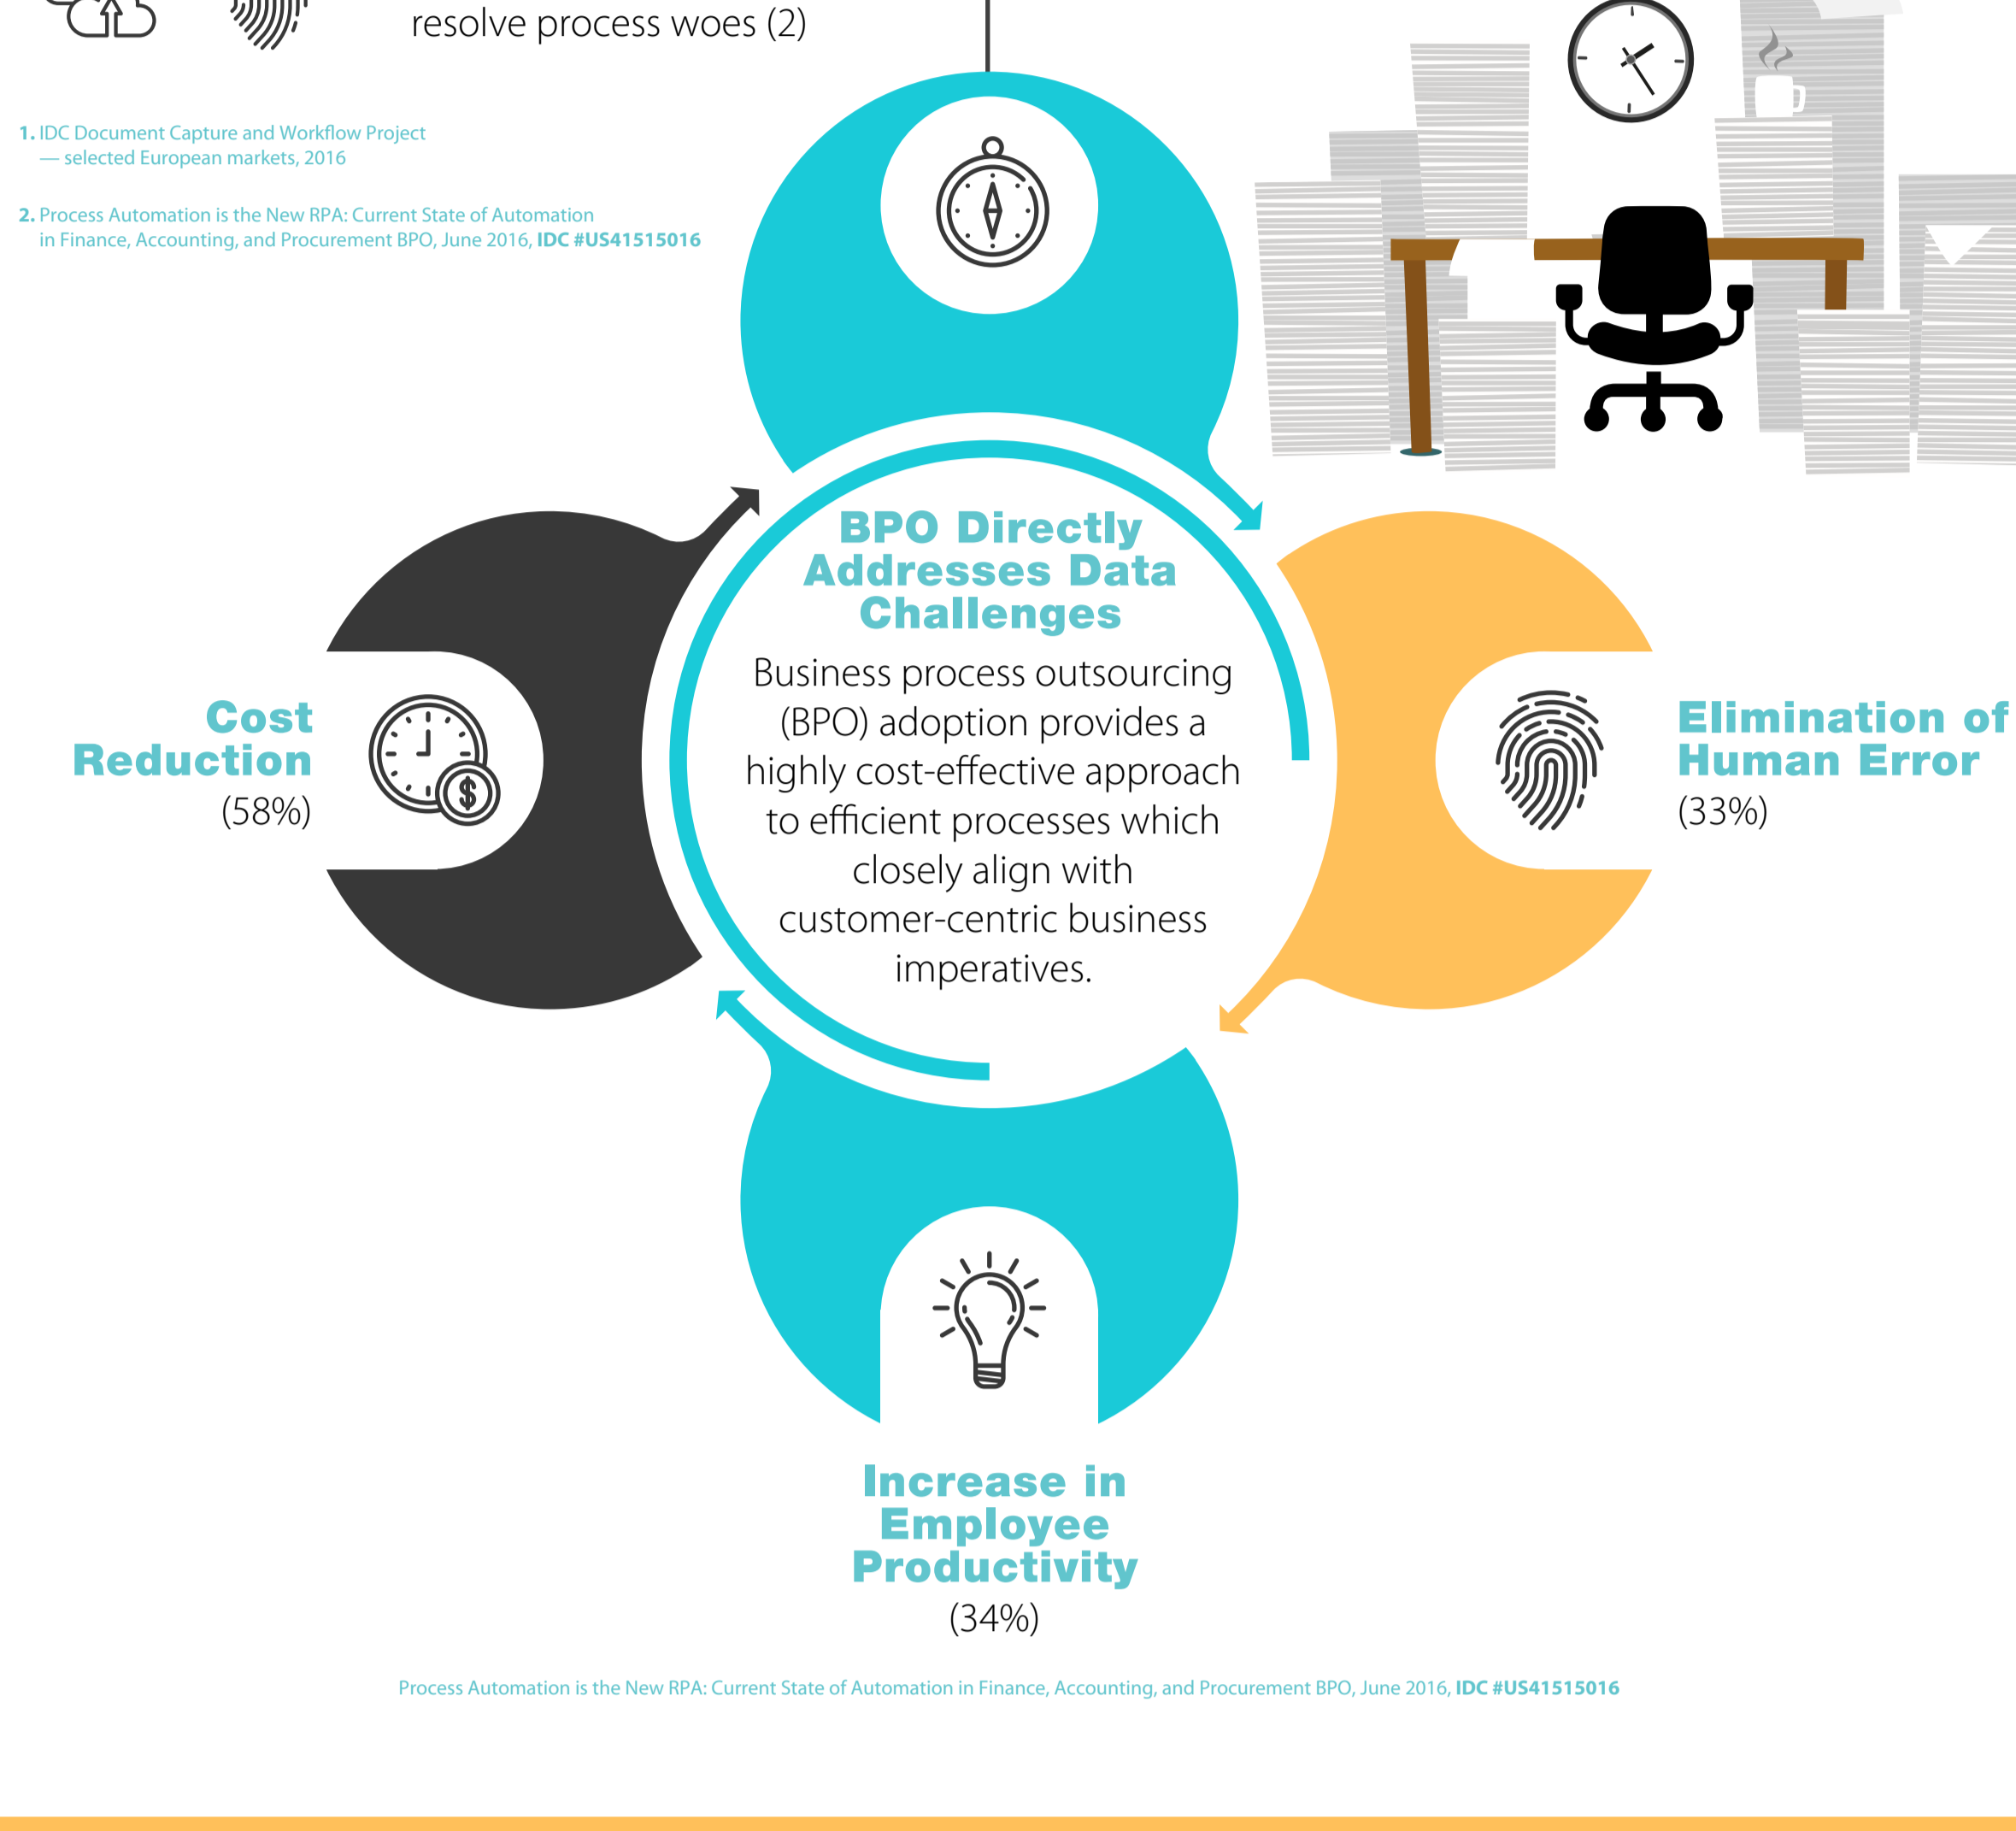 resolve process woes (2)
1. IDC Document Capture and Workflow Project
— selected European markets, 2016
2. Process Automation is the New RPA: Current State of Automation
in Finance, Accounting, and Procurement BPO, June 2016, IDC #US41515016
BPO Directly
Addresses Data
Challenges
Business process outsourcing
(BPO) adoption provides a
highly cost-effective approach
to efficient processes which
closely align with
customer-centric business
imperatives.
Cost
Reduction
(58%)
$
Elimination of
Human Error
(33%)
Increase in
Employee
Productivity
(34%)
Process Automation is the New RPA: Current State of Automation in Finance, Accounting, and Procurement BPO, June 2016, IDC #US41515016